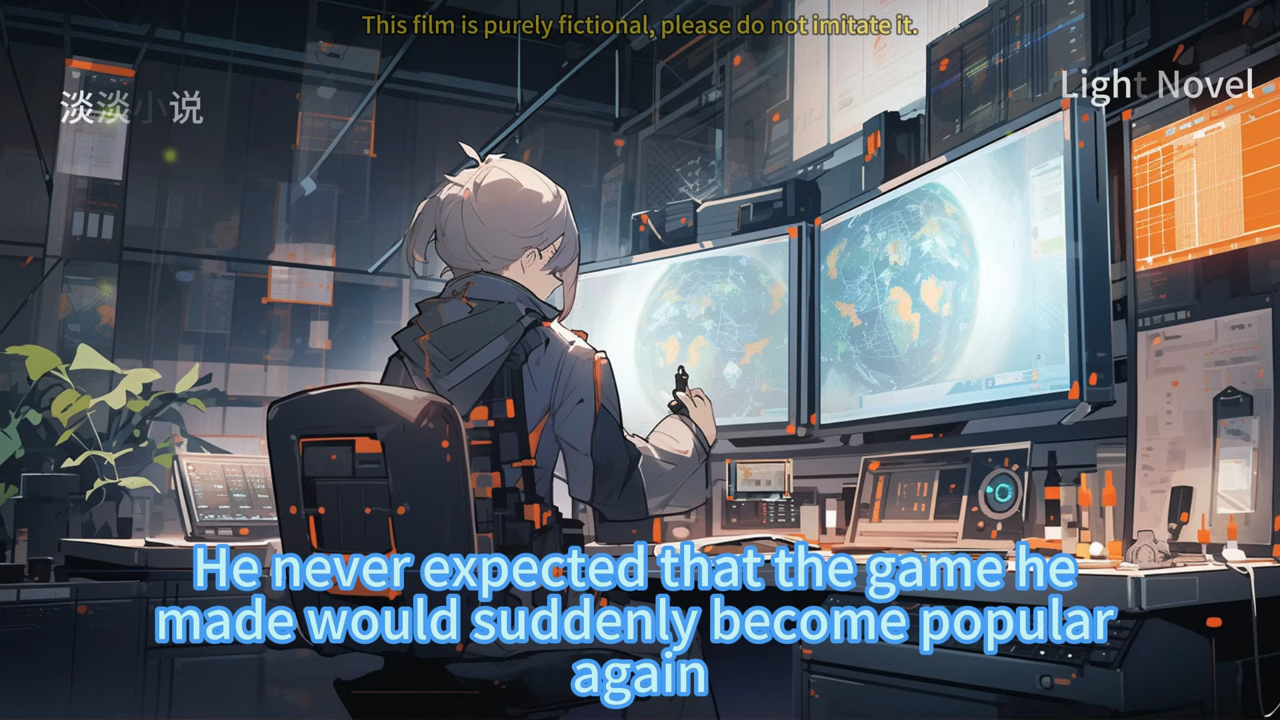 This film is purely fictional, please do not imitate it.
淡淡小说
Light Novel
He never expected that the game he
made would suddenly become popular
again